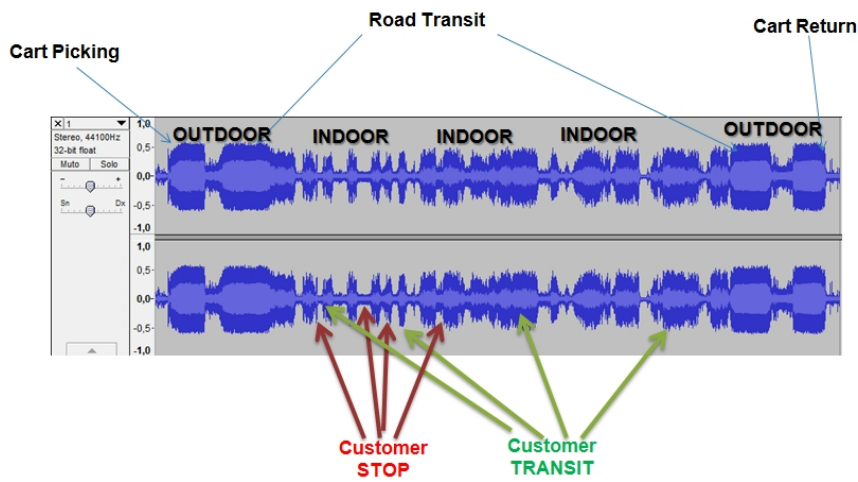 Road Transit
Cart Return
Cart Picking
× 1
Stereo, 44100Hz
32-bit float
Mute Solo
- +
Sn Dx
1,0
0,5-
0,0-
-0,5-
-1,0
OUTDOOR INDOOR INDOOR INDOOR OUTDOOR
1,0
0,5-
0,0-
-0,5-
-1,0
Customer
STOP
Customer
TRANSIT